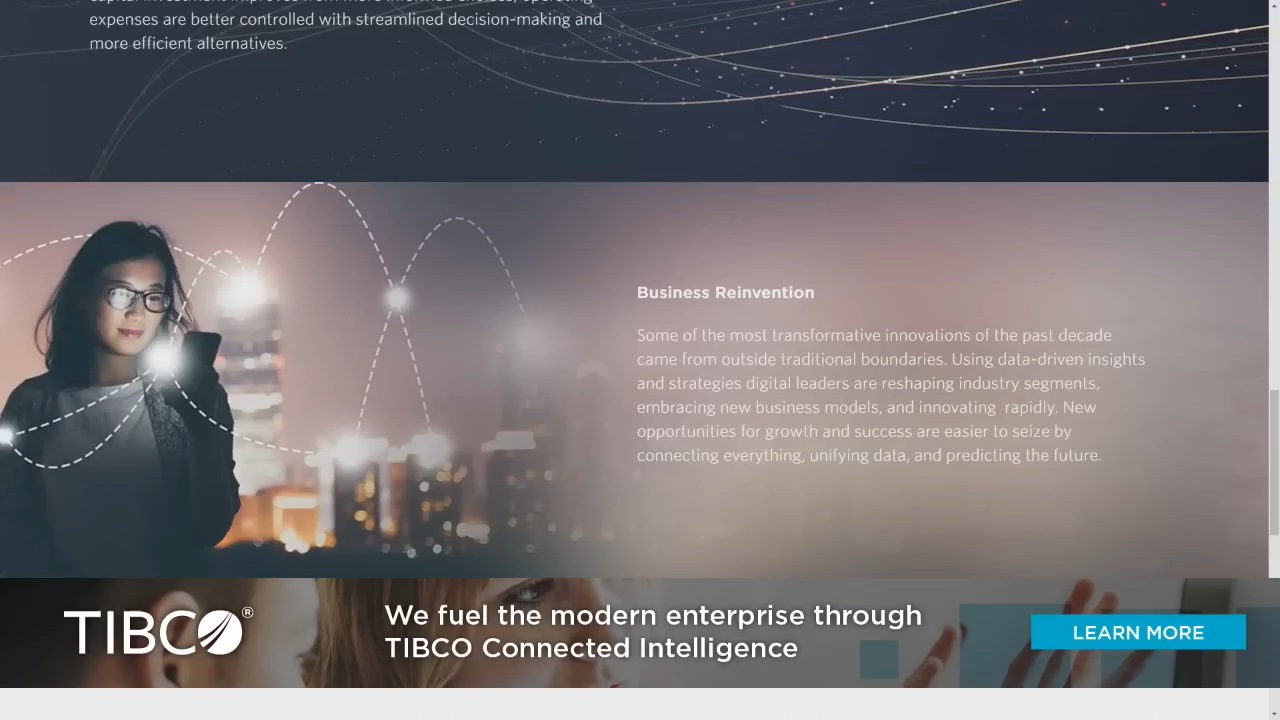 expenses are better controlled with streamlined decision-making and
more efficient alternatives.
Business Reinvention
Some of the most transformative innovations of the past decade
came from outside traditional boundaries. Using data-driven insights
and strategies digital leaders are reshaping industry segments,
embracing new business models, and innovating  rapidly. New
opportunities for growth and success are easier to seize by
connecting everything, unifying data, and predicting the future.
TIBCO®
We fuel the modern enterprise through
TIBCO Connected Intelligence
LEARN MORE